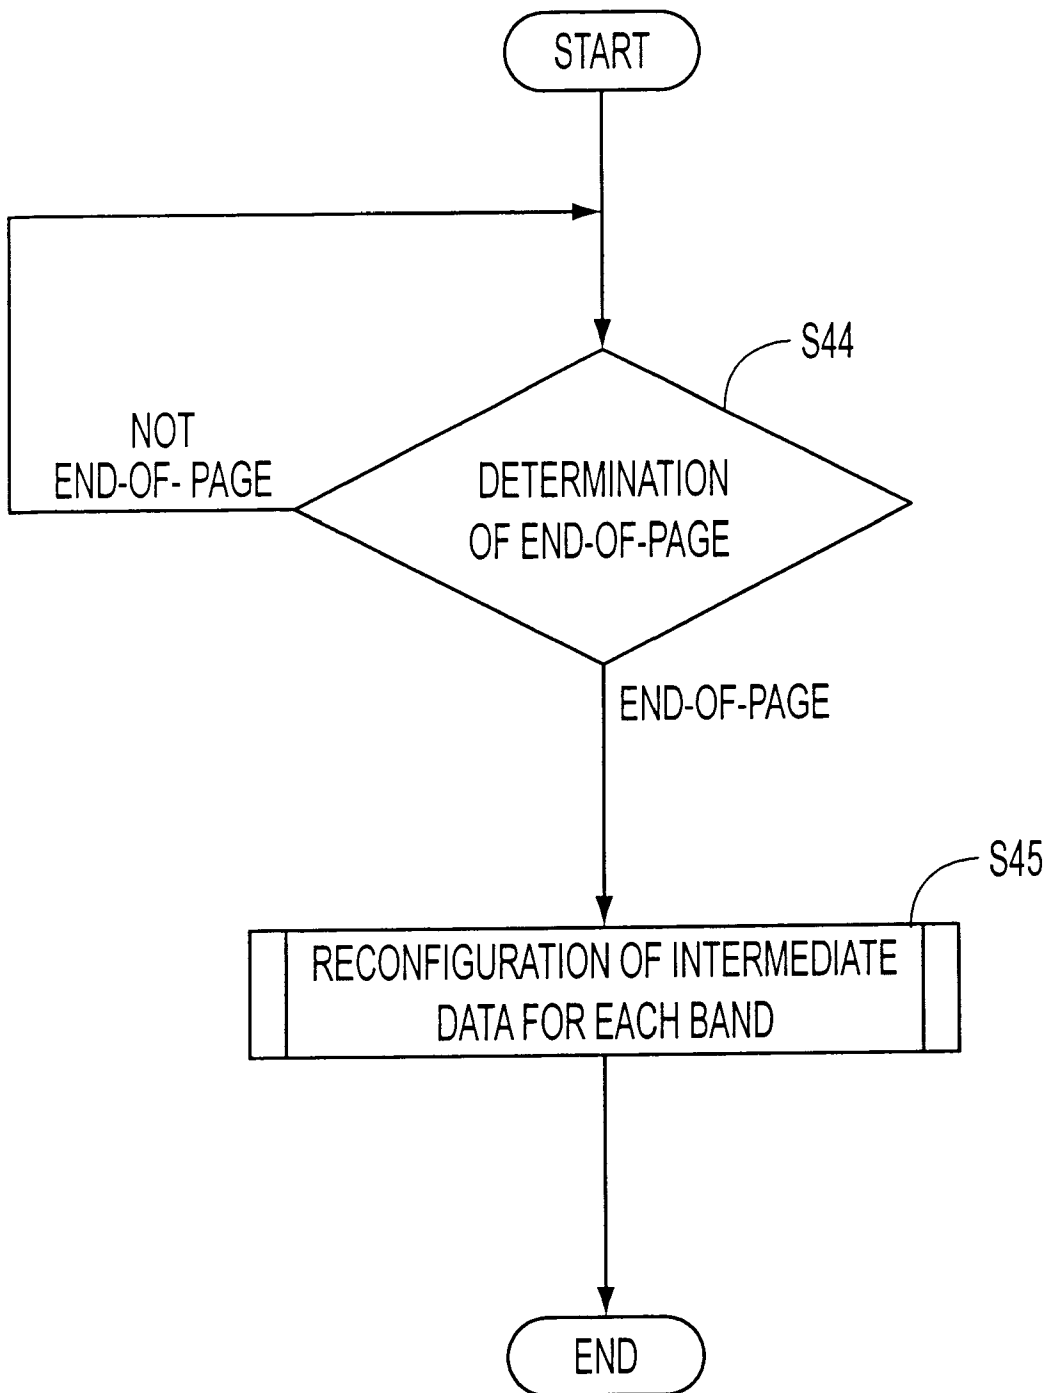 START
S44
NOT
END-OF- PAGE
DETERMINATION
OF END-OF-PAGE
END-OF-PAGE
S45
RECONFIGURATION OF INTERMEDIATE
DATA FOR EACH BAND
END